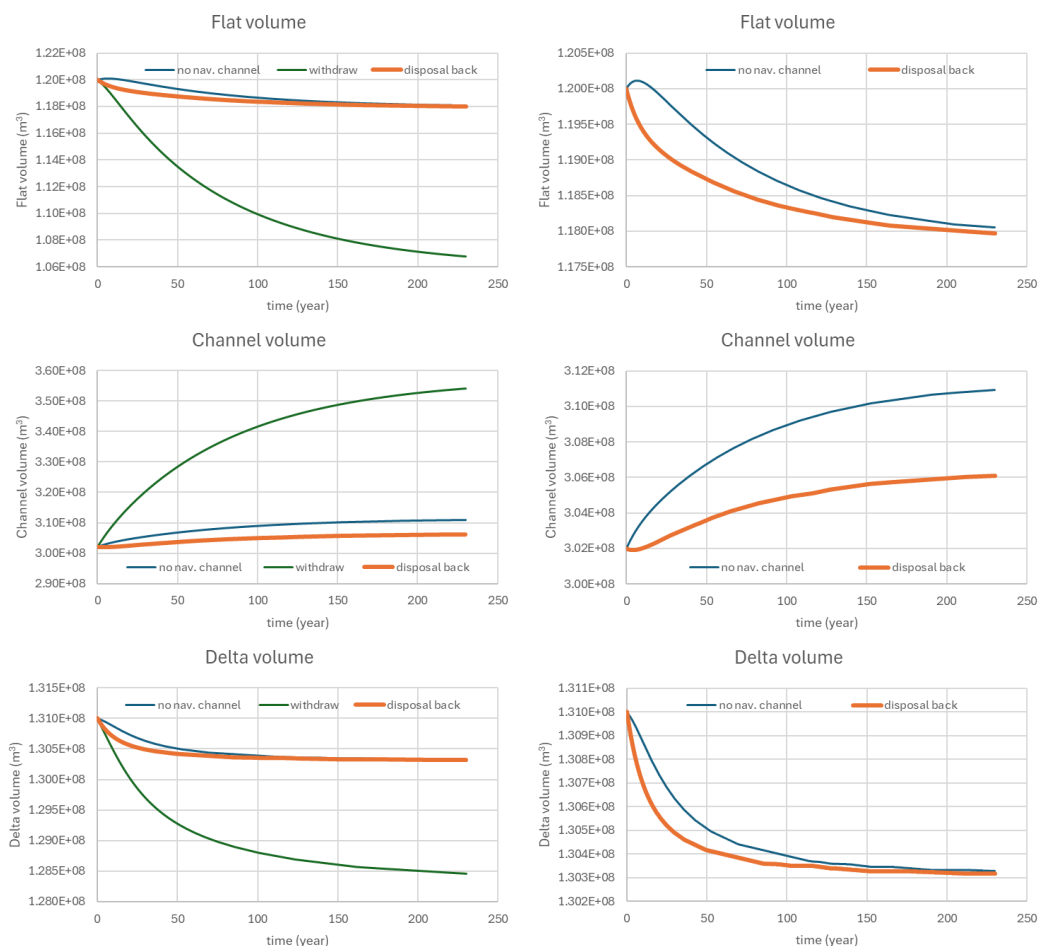 Flat volume
1.22E+08
1.20E+08
1.18E+08
1.16E+08
1.14E+08
1.12E+08
1.10E+08
1.08E+08
1.06E+08
Flat volume (m³)
no nav. channel withdraw disposal back
0 50 100 150 200 250
time (year)
Flat volume
1.205E+08
1.200E+08
1.195E+08
1.190E+08
1.185E+08
1.180E+08
1.175E+08
Flat volume (m³)
no nav. channel disposal back
0 50 100 150 200 250
time (year)
Channel volume
3.60E+08
3.50E+08
3.40E+08
3.30E+08
3.20E+08
3.10E+08
3.00E+08
2.90E+08
Channel volume (m³)
no nav. channel withdraw disposal back
0 50 100 150 200 250
time (year)
Channel volume
3.12E+08
3.10E+08
3.08E+08
3.06E+08
3.04E+08
3.02E+08
3.00E+08
Channel volume (m³)
no nav. channel disposal back
0 50 100 150 200 250
time (year)
Delta volume
1.315E+08
1.310E+08
1.305E+08
1.300E+08
1.295E+08
1.290E+08
1.285E+08
1.280E+08
Delta volume (m³)
no nav. channel withdraw disposal back
0 50 100 150 200 250
time (year)
Delta volume
1.311E+08
1.310E+08
1.309E+08
1.308E+08
1.307E+08
1.306E+08
1.305E+08
1.304E+08
1.303E+08
1.302E+08
Delta volume (m³)
no nav. channel disposal back
0 50 100 150 200 250
time (year)